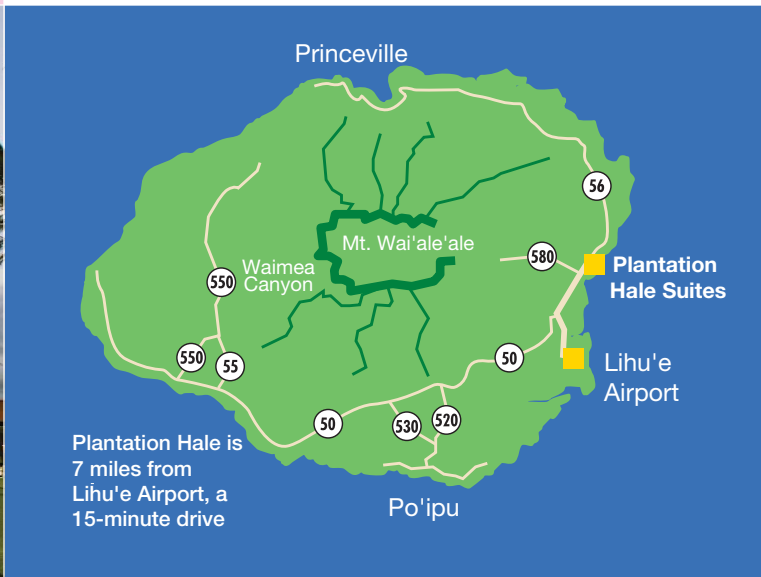 Princeville
56
Mt. Wai'ale'ale
580
Waimea
Canyon
550
Plantation
Hale Suites
550
55
50
Lihu'e
Airport
50
530
520
Plantation Hale is
7 miles from
Lihu'e Airport, a
15-minute drive
Po'ipu